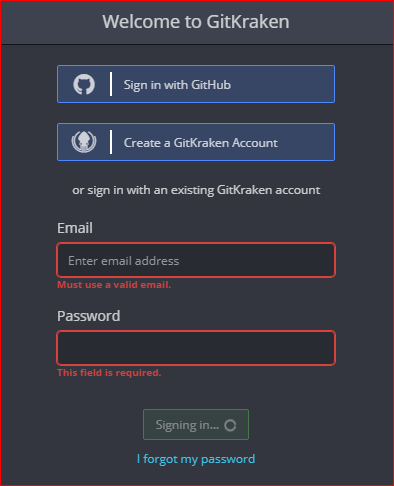 Welcome to GitKraken
Sign in with GitHub
Create a GitKraken Account
or sign in with an existing GitKraken account
Email
Enter email address
Must use a valid email.
Password
This field is required.
Signing in...
I forgot my password